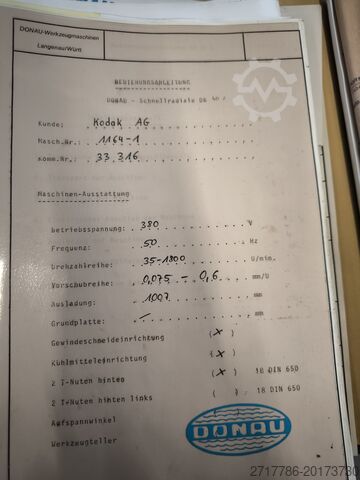 DONAU-Werkzeugmaschinen
Langenau/Württ
BEDIENUNGSANLEITUNG
DONAU - Schnellradiale DR
Kunde: Kodak AG
Masch.Nr.: 1164-1
Komm.Nr.: 33.316
Maschinen-Ausstattung
Betriebsspannung 380 V
Frequenz: 50 Hz
Drehzahlreihe: 35-1800 U/min.
Vorschubreihe: 0,075 - 0,6 mm/U
Ausladung: 1007 mm
Grundplatte: — mm
Gewindeschneideinrichtung (x)
Kühlmitteleinrichtung (x)
2 T-Nuten hinten (x) 18 DIN 650
2 T-Nuten hinten links ( ) 18 DIN 650
Aufspannwinkel
Werkzeugteller
DONAU
2717786-20173730